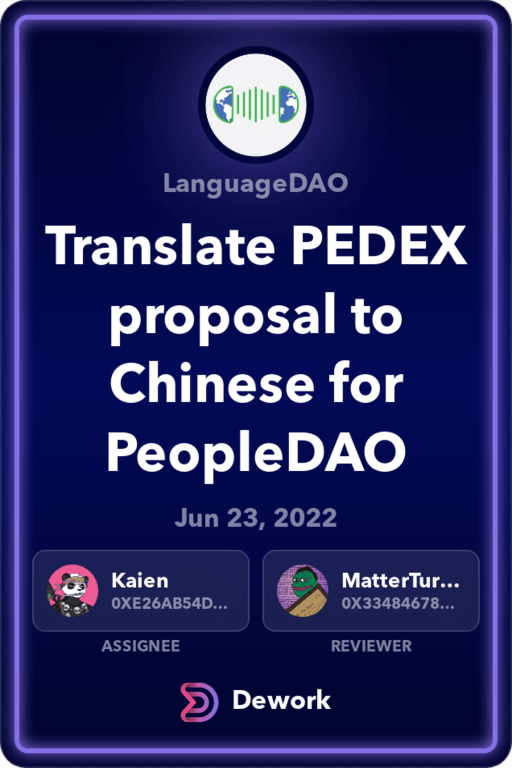 LanguageDAO
Translate PEDEX
proposal to
Chinese for
PeopleDAO
Jun 23, 2022
Kaien
0XE26AB54D...
ASSIGNEE
MatterTur...
0X33484678...
REVIEWER
Dework